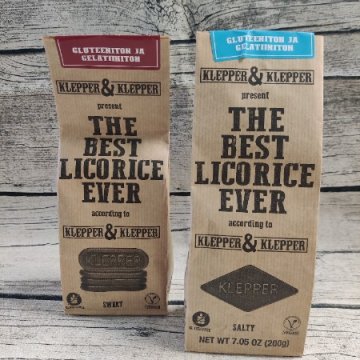 GLUTEENITON JA
GELATIINITON
KLEPPER & KLEPPER
present
THE
BEST
LICORICE
EVER
according to
KLEPPER & KLEPPER
KLEPPER
SWART
GLUTEENITON JA
GELATIINITON
KLEPPER & KLEPPER
present
THE
BEST
LICORICE
EVER
according to
KLEPPER & KLEPPER
KLEPPER
SALTY
NET WT 7.05 OZ (200g)